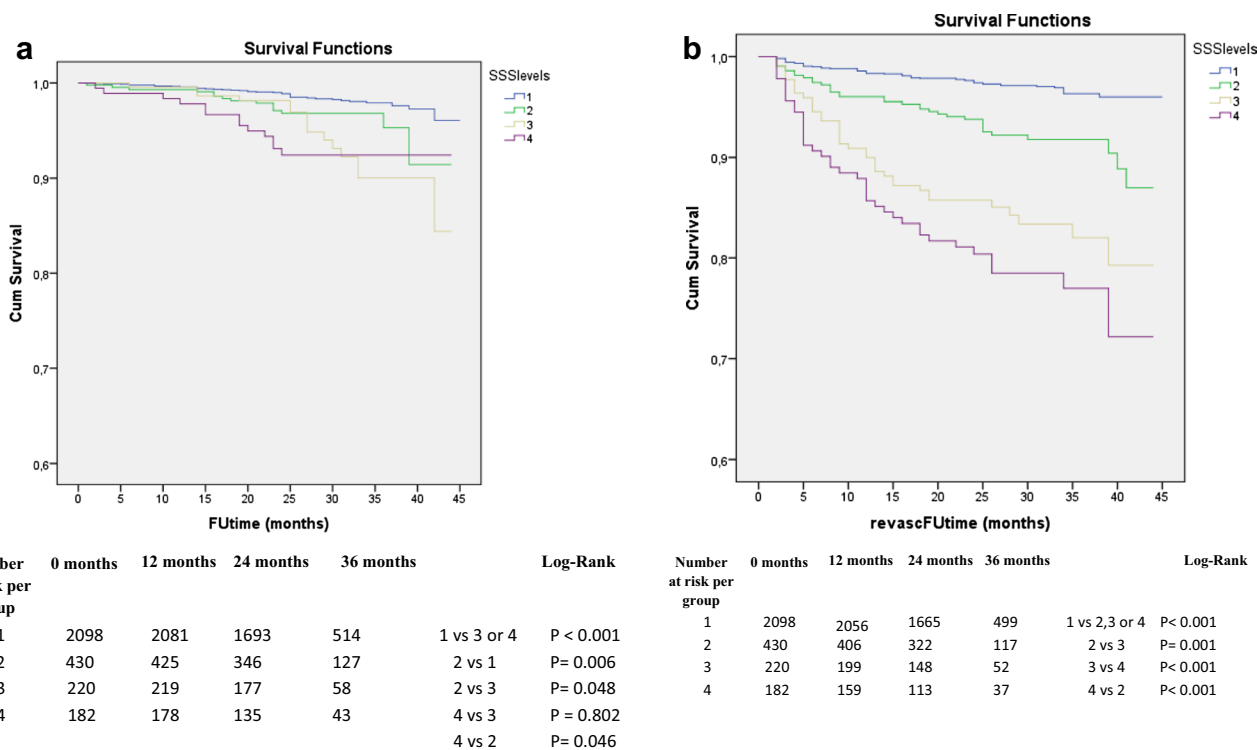 a
Survival Functions
SSSlevels
1
2
3
4
1,0
0,9
0,8
0,7
0,6
Cum Survival
0 5 10 15 20 25 30 35 40 45
FUtime (months)
ber 0 months 12 months 24 months 36 months Log-Rank
k per
up
1 2098 2081 1693 514 1 vs 3 or 4 P < 0.001
2 430 425 346 127 2 vs 1 P= 0.006
3 220 219 177 58 2 vs 3 P= 0.048
4 182 178 135 43 4 vs 3 P = 0.802
4 vs 2 P= 0.046
b
Survival Functions
SSSlevels
1
2
3
4
1,0
0,9
0,8
0,7
0,6
Cum Survival
0 5 10 15 20 25 30 35 40 45
revascFUtime (months)
Number 0 months 12 months 24 months 36 months Log-Rank
at risk per
group
1 2098 2056 1665 499 1 vs 2,3 or 4 P< 0.001
2 430 406 322 117 2 vs 3 P= 0.001
3 220 199 148 52 3 vs 4 P< 0.001
4 182 159 113 37 4 vs 2 P< 0.001